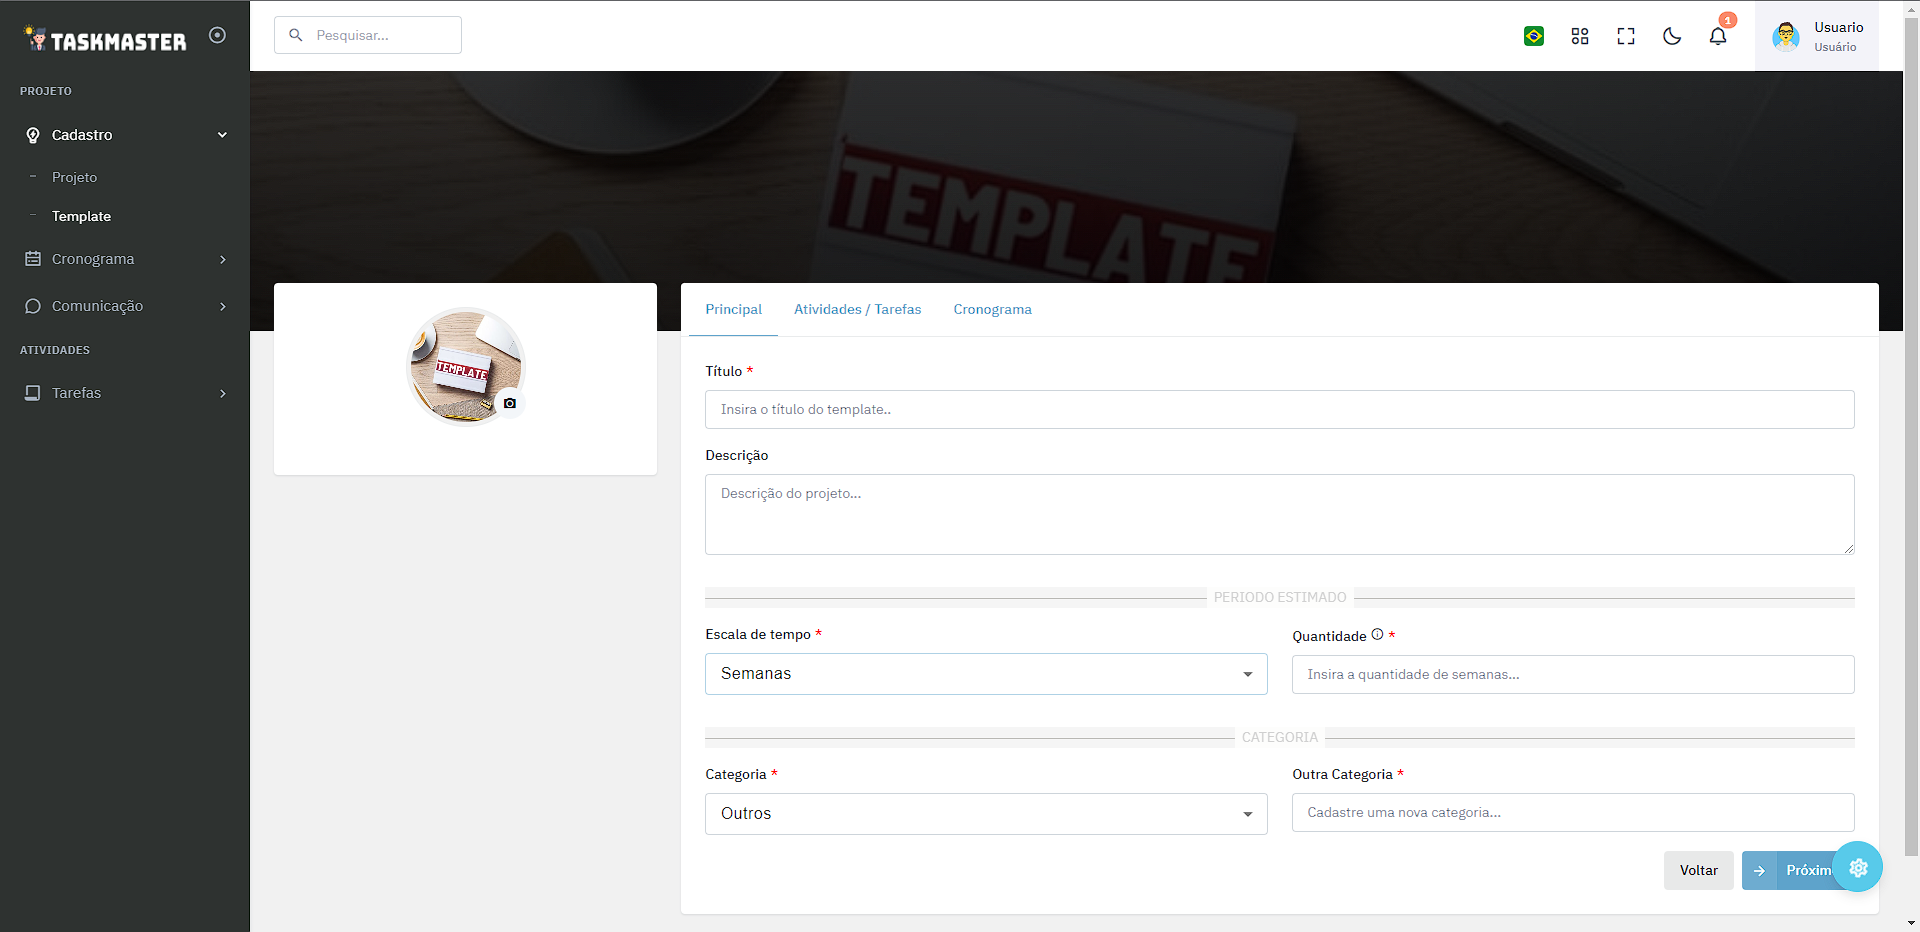 TASKMASTER
PROJETO
Cadastro
Projeto
Template
Cronograma
Comunicação
ATIVIDADES
Tarefas
Pesquisar...
1
Usuario
Usuário
TEMPLATE
TEMPLATE
Principal
Atividades / Tarefas
Cronograma
Título *
Insira o título do template..
Descrição
Descrição do projeto...
PERIODO ESTIMADO
Escala de tempo *
Semanas
Quantidade *
Insira a quantidade de semanas...
CATEGORIA
Categoria *
Outros
Outra Categoria *
Cadastre uma nova categoria...
Voltar
Próxim